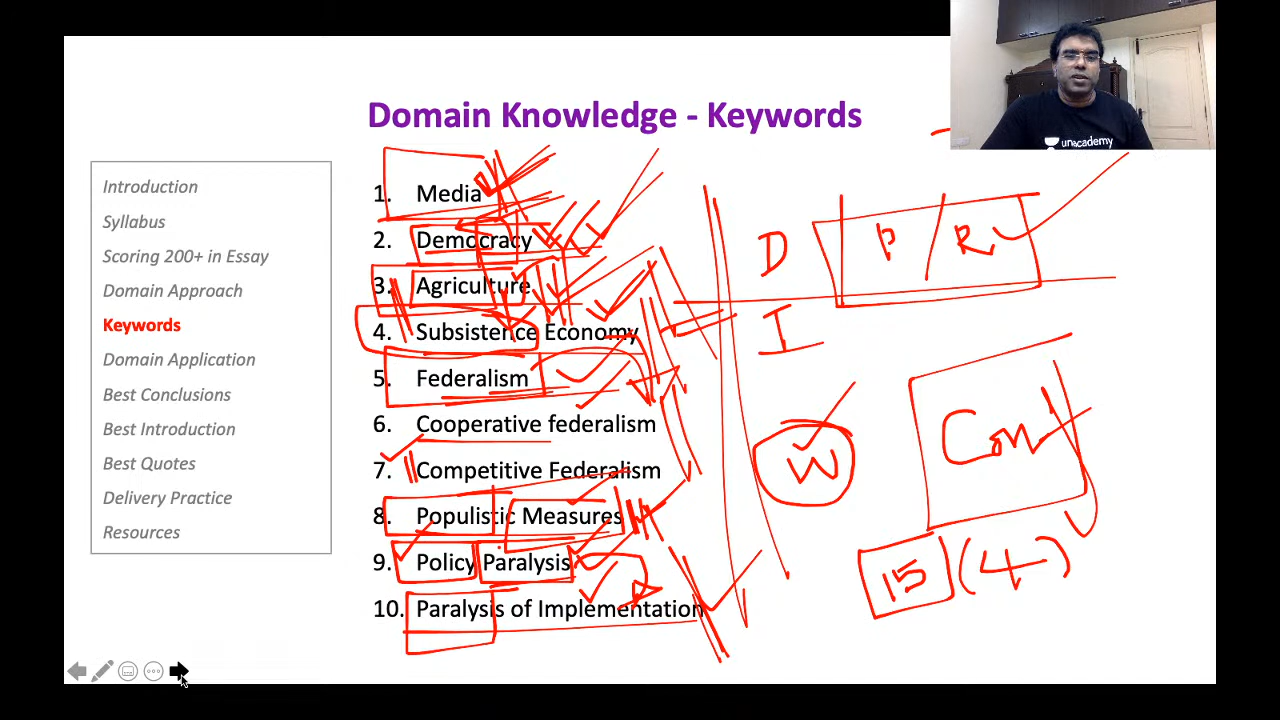 Domain Knowledge - Keywords
unacademy
Introduction
Syllabus
Scoring 200+ in Essay
Domain Approach
Keywords
Domain Application
Best Conclusions
Best Introduction
Best Quotes
Delivery Practice
Resources
1. Media
2. Democracy
3. Agriculture
4. Subsistence Economy
5. Federalism
6. Cooperative federalism
7. Competitive Federalism
8. Populistic Measures
9. Policy Paralysis
10. Paralysis of Implementation
D P R
I
W
Con
15 (4)